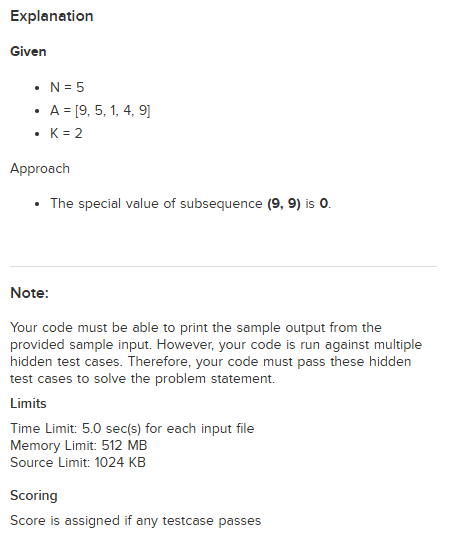 Explanation
Given
• N = 5
• A = [9, 5, 1, 4, 9]
• K = 2
Approach
• The special value of subsequence (9, 9) is 0.
Note:
Your code must be able to print the sample output from the
provided sample input. However, your code is run against multiple
hidden test cases. Therefore, your code must pass these hidden
test cases to solve the problem statement.
Limits
Time Limit: 5.0 sec(s) for each input file
Memory Limit: 512 MB
Source Limit: 1024 KB
Scoring
Score is assigned if any testcase passes